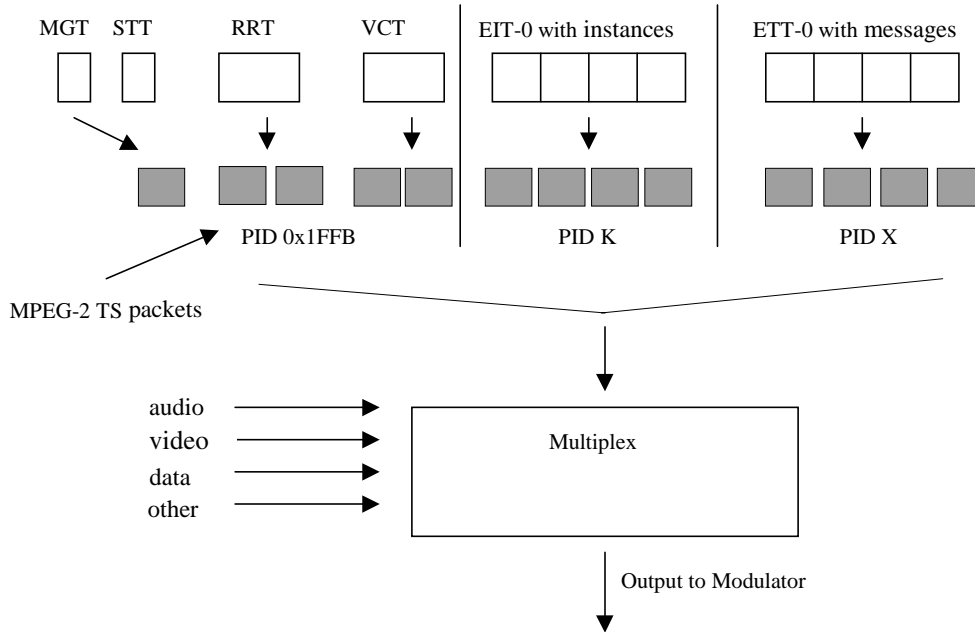 MGT STT RRT VCT EIT-0 with instances ETT-0 with messages
PID 0x1FFB PID K PID X
MPEG-2 TS packets
audio
video
data
other
Multiplex
Output to Modulator